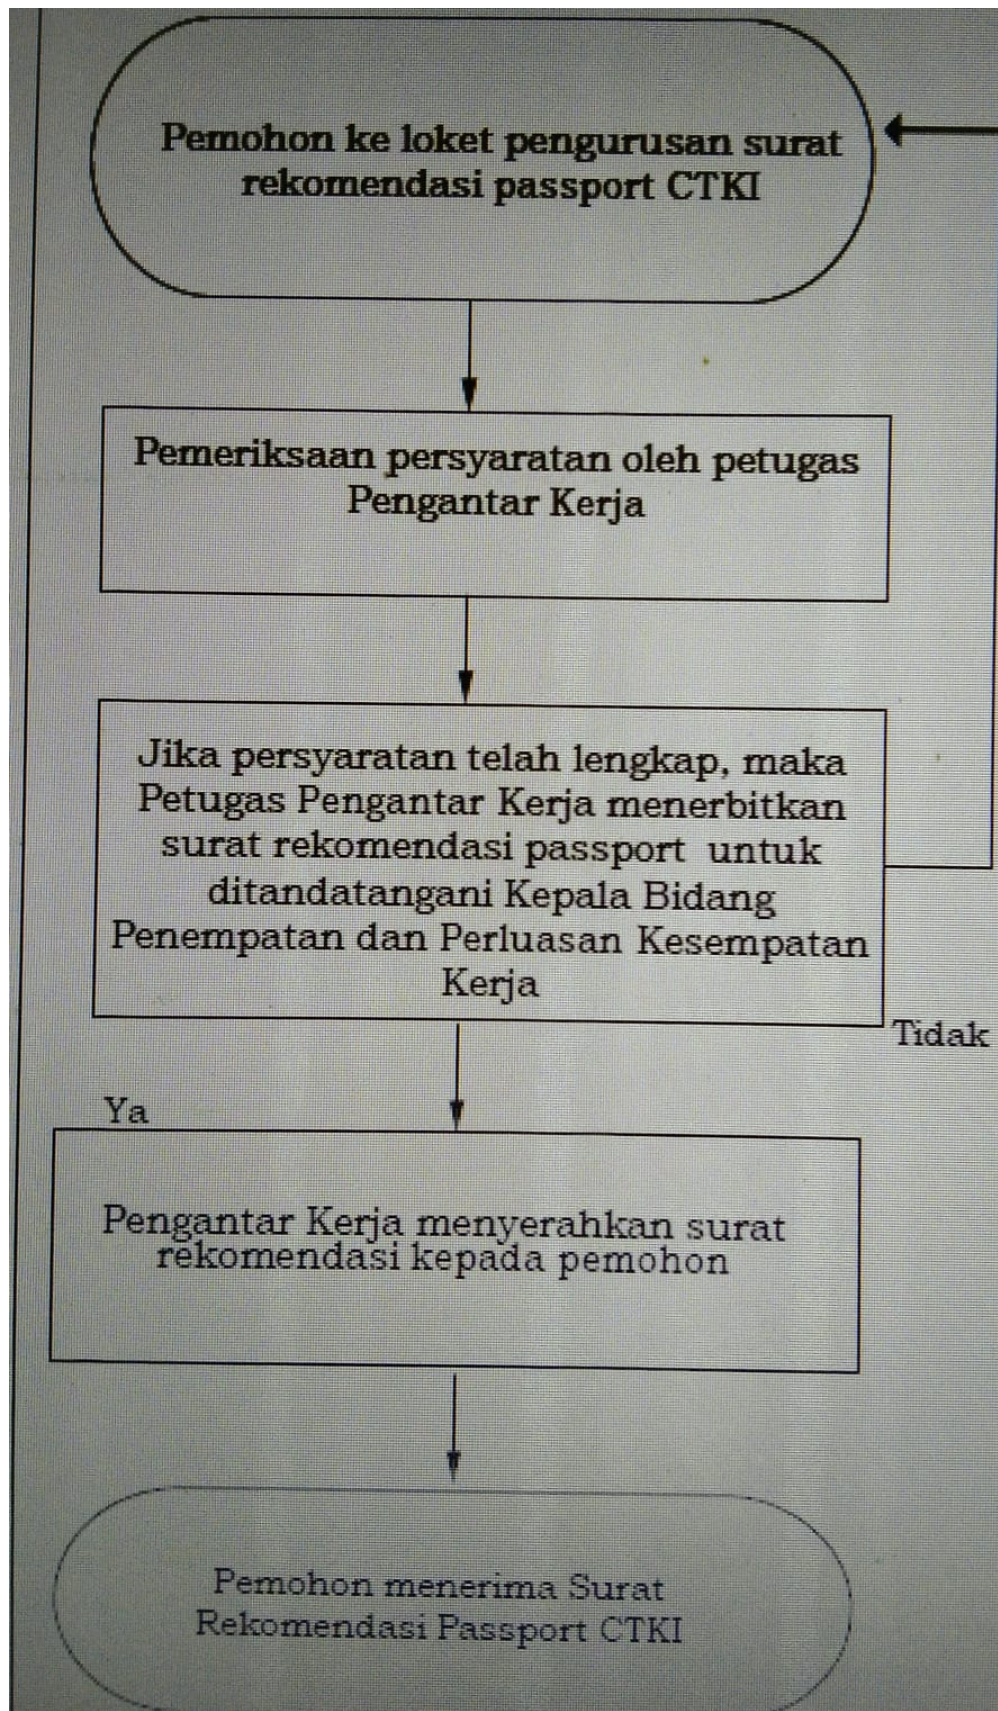 Pemohon ke loket pengurusan surat
rekomendasi passport CTKI
Pemeriksaan persyaratan oleh petugas
Pengantar Kerja
Jika persyaratan telah lengkap, maka
Petugas Pengantar Kerja menerbitkan
surat rekomendasi passport untuk
ditandatangani Kepala Bidang
Penempatan dan Perluasan Kesempatan
Kerja
Tidak
Ya
Pengantar Kerja menyerahkan surat
rekomendasi kepada pemohon
Pemohon menerima Surat
Rekomendasi Passport CTKI